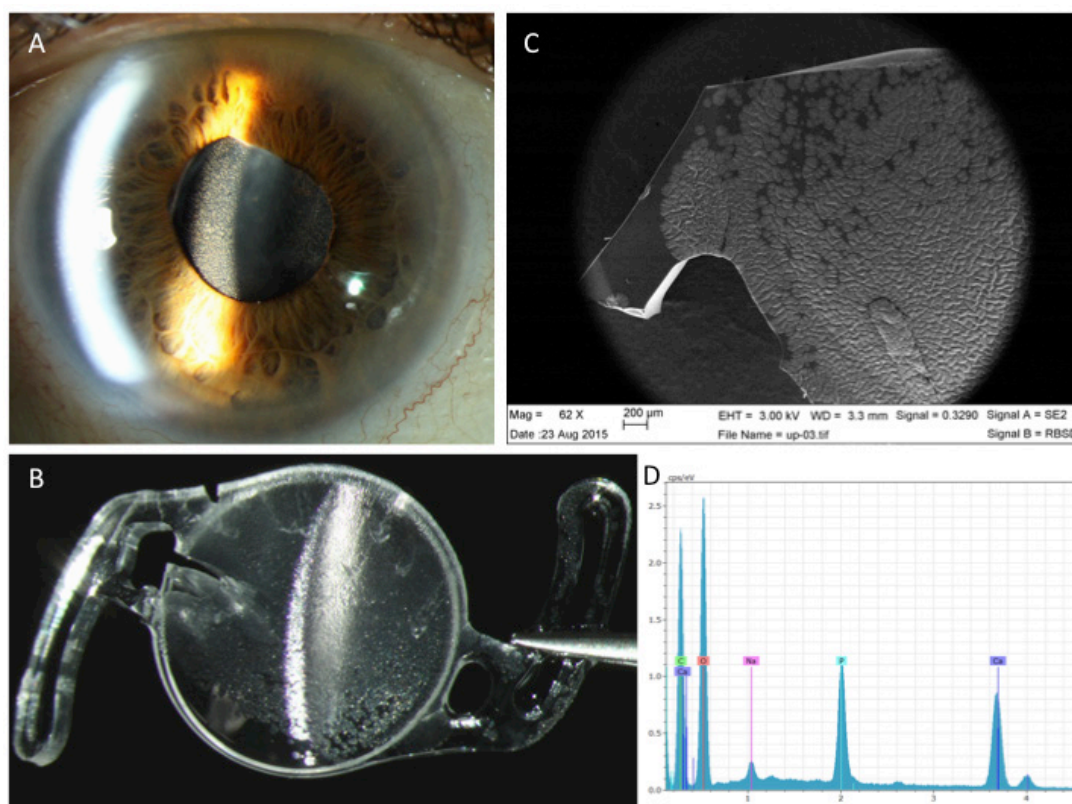 A
C
Mag = 62 X
200 µm
EHT = 3.00 kV WD = 3.3 mm Signal = 0.3290 Signal A = SE2
Date :23 Aug 2015
File Name = up-03.tif
Signal B = RBSD
B
D
cps/eV
2.5
2.0
1.5
1.0
0.5
0.0
C
Ca
O
Na
P
Ca
1
2
3
4